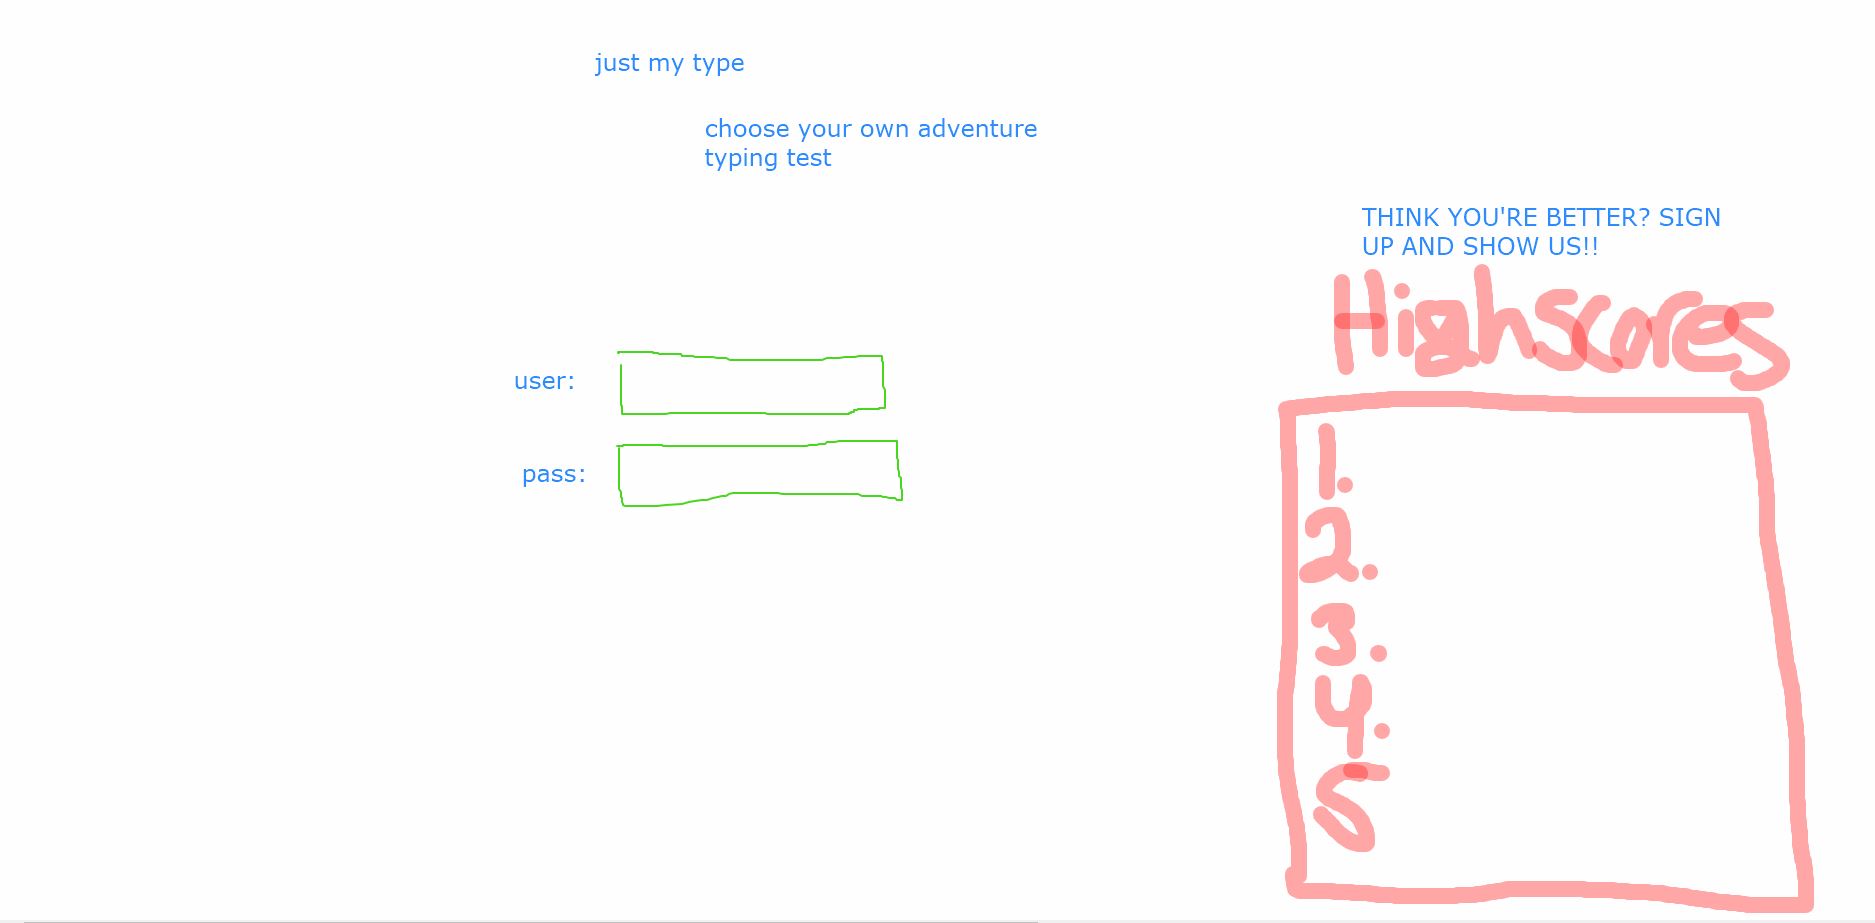 just my type
choose your own adventure
typing test
THINK YOU'RE BETTER? SIGN
UP AND SHOW US!!
Highscores
user:
pass:
1.
2.
3.
4.
5